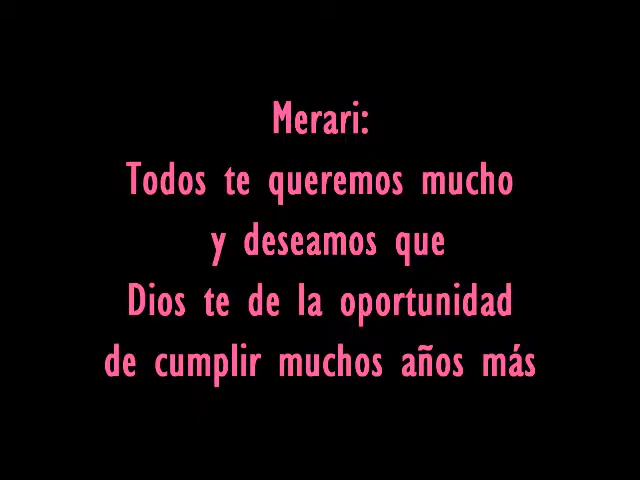 Merari:
Todos te queremos mucho
y deseamos que
Dios te de la oportunidad
de cumplir muchos años más